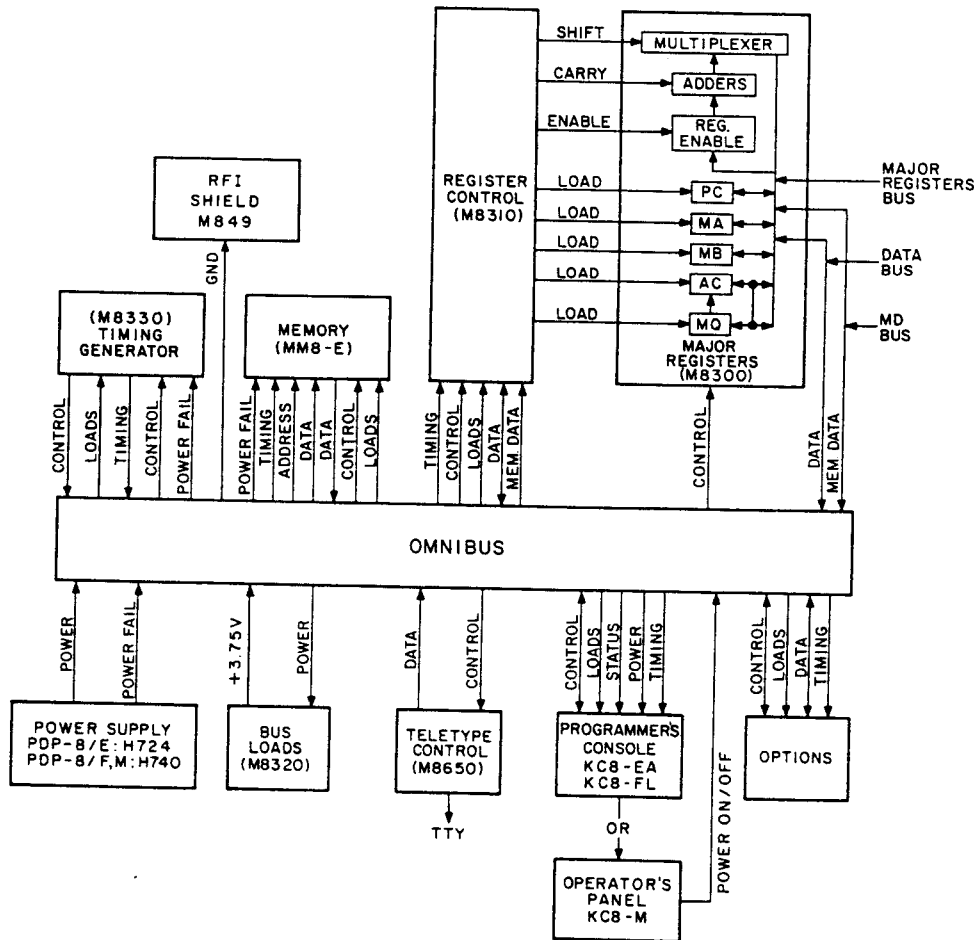 SHIFT
MULTIPLEXER
CARRY
ADDERS
ENABLE
REG.
ENABLE
REGISTER
CONTROL
(M8310)
LOAD
PC
LOAD
MA
LOAD
MB
LOAD
AC
LOAD
MQ
MAJOR
REGISTERS
(M8300)
MAJOR
REGISTERS
BUS
DATA
BUS
MD
BUS
RFI
SHIELD
M849
GND
(M8330)
TIMING
GENERATOR
MEMORY
(MM8-E)
CONTROL
LOADS
TIMING
CONTROL
POWER FAIL
POWER FAIL
TIMING
ADDRESS
DATA
DATA
CONTROL
LOADS
TIMING
CONTROL
LOADS
DATA
MEM. DATA
CONTROL
DATA
MEM DATA
OMNIBUS
POWER
POWER FAIL
+3.75V
POWER
DATA
CONTROL
CONTROL
LOADS
STATUS
POWER
TIMING
POWER ON/OFF
CONTROL
LOADS
DATA
TIMING
POWER SUPPLY
PDP-8/E:H724
PDP-8/F,M:H740
BUS
LOADS
(M8320)
TELETYPE
CONTROL
(M8650)
TTY
PROGRAMMER'S
CONSOLE
KC8-EA
KC8-FL
OR
OPERATOR'S
PANEL
KC8-M
OPTIONS